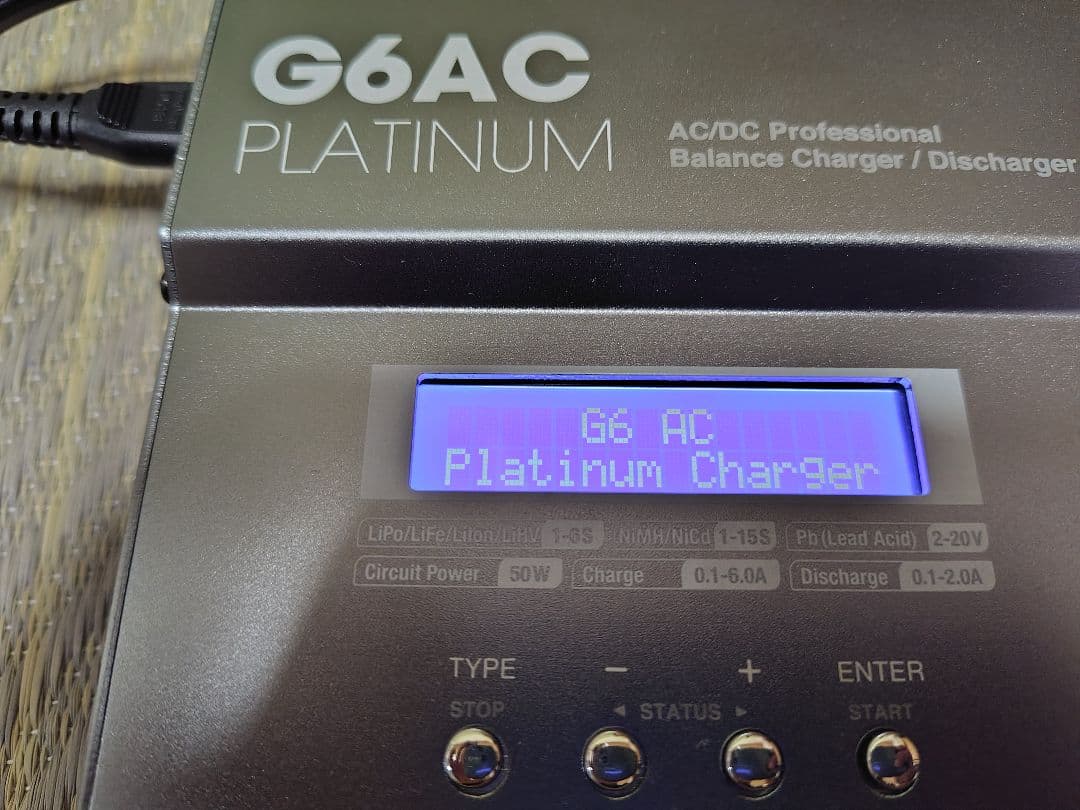 G6AC
PLATINUM
AC/DC Professional
Balance Charger / Discharger
G6 AC
Platinum Charger
LiPo/LiFe/LiIon/LiHV 1-6S NiMH/NiCd 1-15S Pb(Lead Acid) 2-20V
Circuit Power 50W Charge 0.1-6.0A Discharge 0.1-2.0A
TYPE − + ENTER
STOP ◄ STATUS ► START